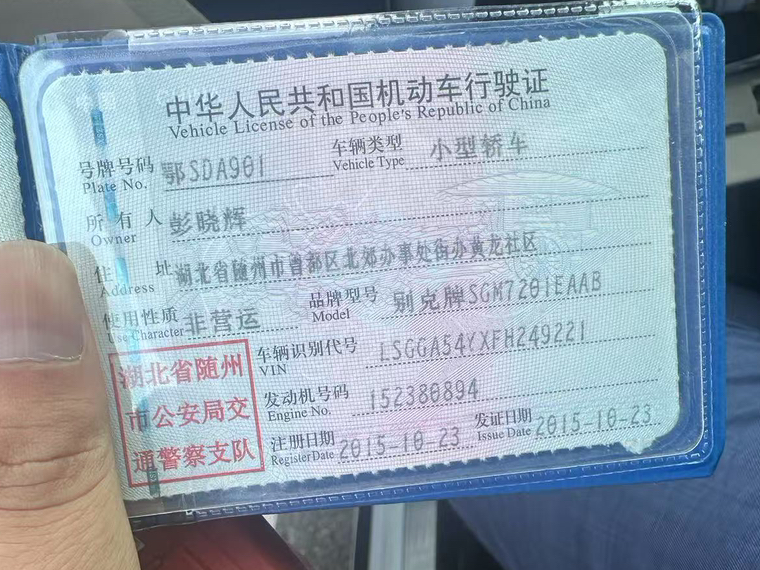 中华人民共和国机动车行驶证
Vehicle License of the People's Republic of China
号牌号码 Plate No. 鄂SDA901 车辆类型 Vehicle Type 小型轿车
所有人 Owner 彭晓辉
住址 Address 湖北省随州市曾都区北郊办事处街办黄龙社区
使用性质 Use Character 非营运 品牌型号 Model 别克牌SGM7201EAAB
车辆识别代号 VIN LSGGA54YXFH249221
发动机号码 Engine No. 152380894
注册日期 Register Date 2015-10-23 发证日期 Issue Date 2015-10-23
湖北省随州
市公安局交
通警察支队